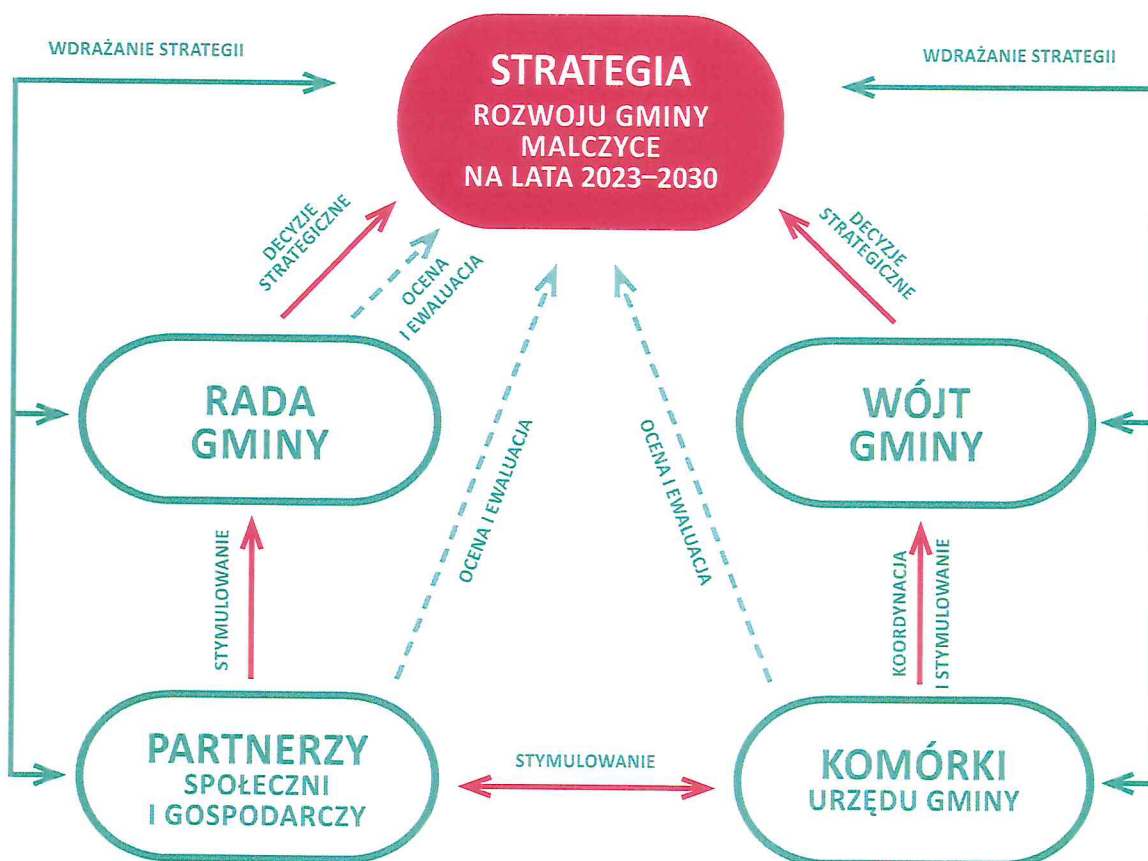 WDRAŻANIE STRATEGII
WDRAŻANIE STRATEGII
STRATEGIA
ROZWOJU GMINY
MALCZYCE
NA LATA 2023–2030
DECYZJE
STRATEGICZNE
OCENA
I EWALUACJA
DECYZJE
STRATEGICZNE
RADA
GMINY
WÓJT
GMINY
OCENA I EWALUACJA
OCENA I EWALUACJA
STYMULOWANIE
KOORDYNACJA
I STYMULOWANIE
PARTNERZY
SPOŁECZNI
I GOSPODARCZY
STYMULOWANIE
KOMÓRKI
URZĘDU GMINY